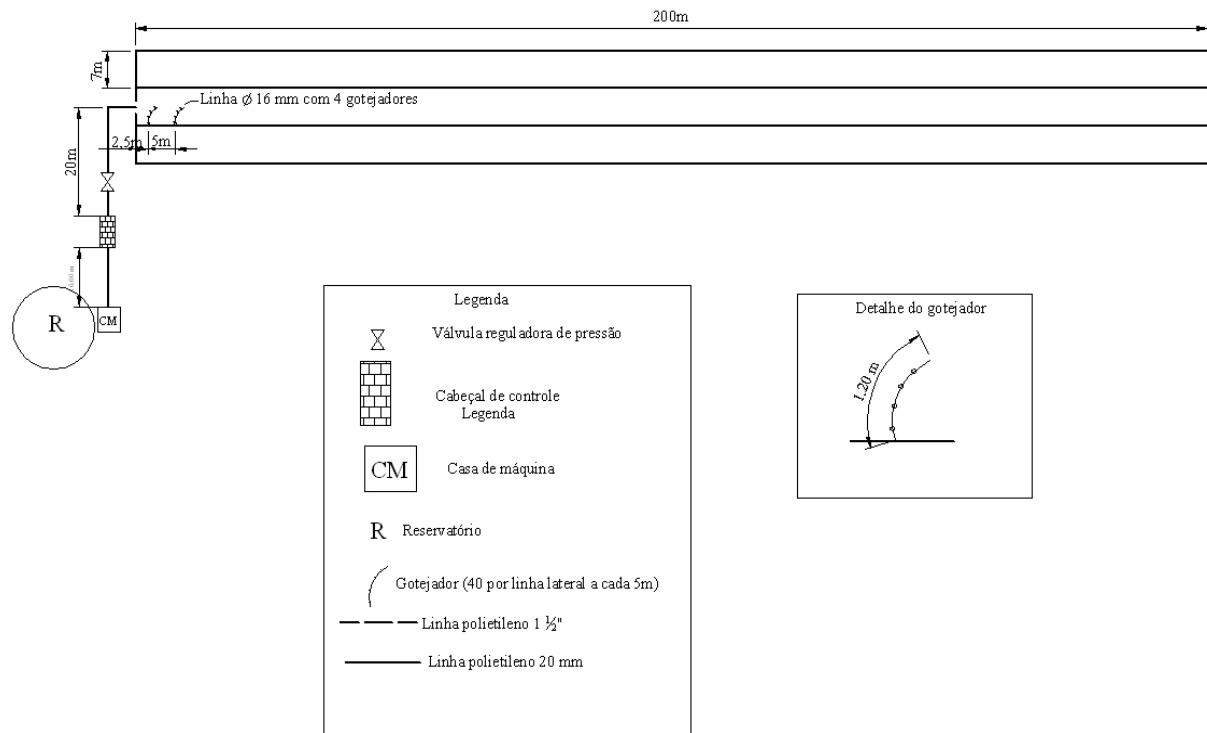 200m
7m
Linha ϕ 16 mm com 4 gotejadores
2,5m
5m
20m
R
CM
Legenda
Válvula reguladora de pressão
Cabeçal de controle
Legenda
CM
Casa de máquina
R
Reservatório
Gotejador (40 por linha lateral a cada 5m)
Linha polietileno 1 ½"
Linha polietileno 20 mm
Detalhe do gotejador
1.20 m